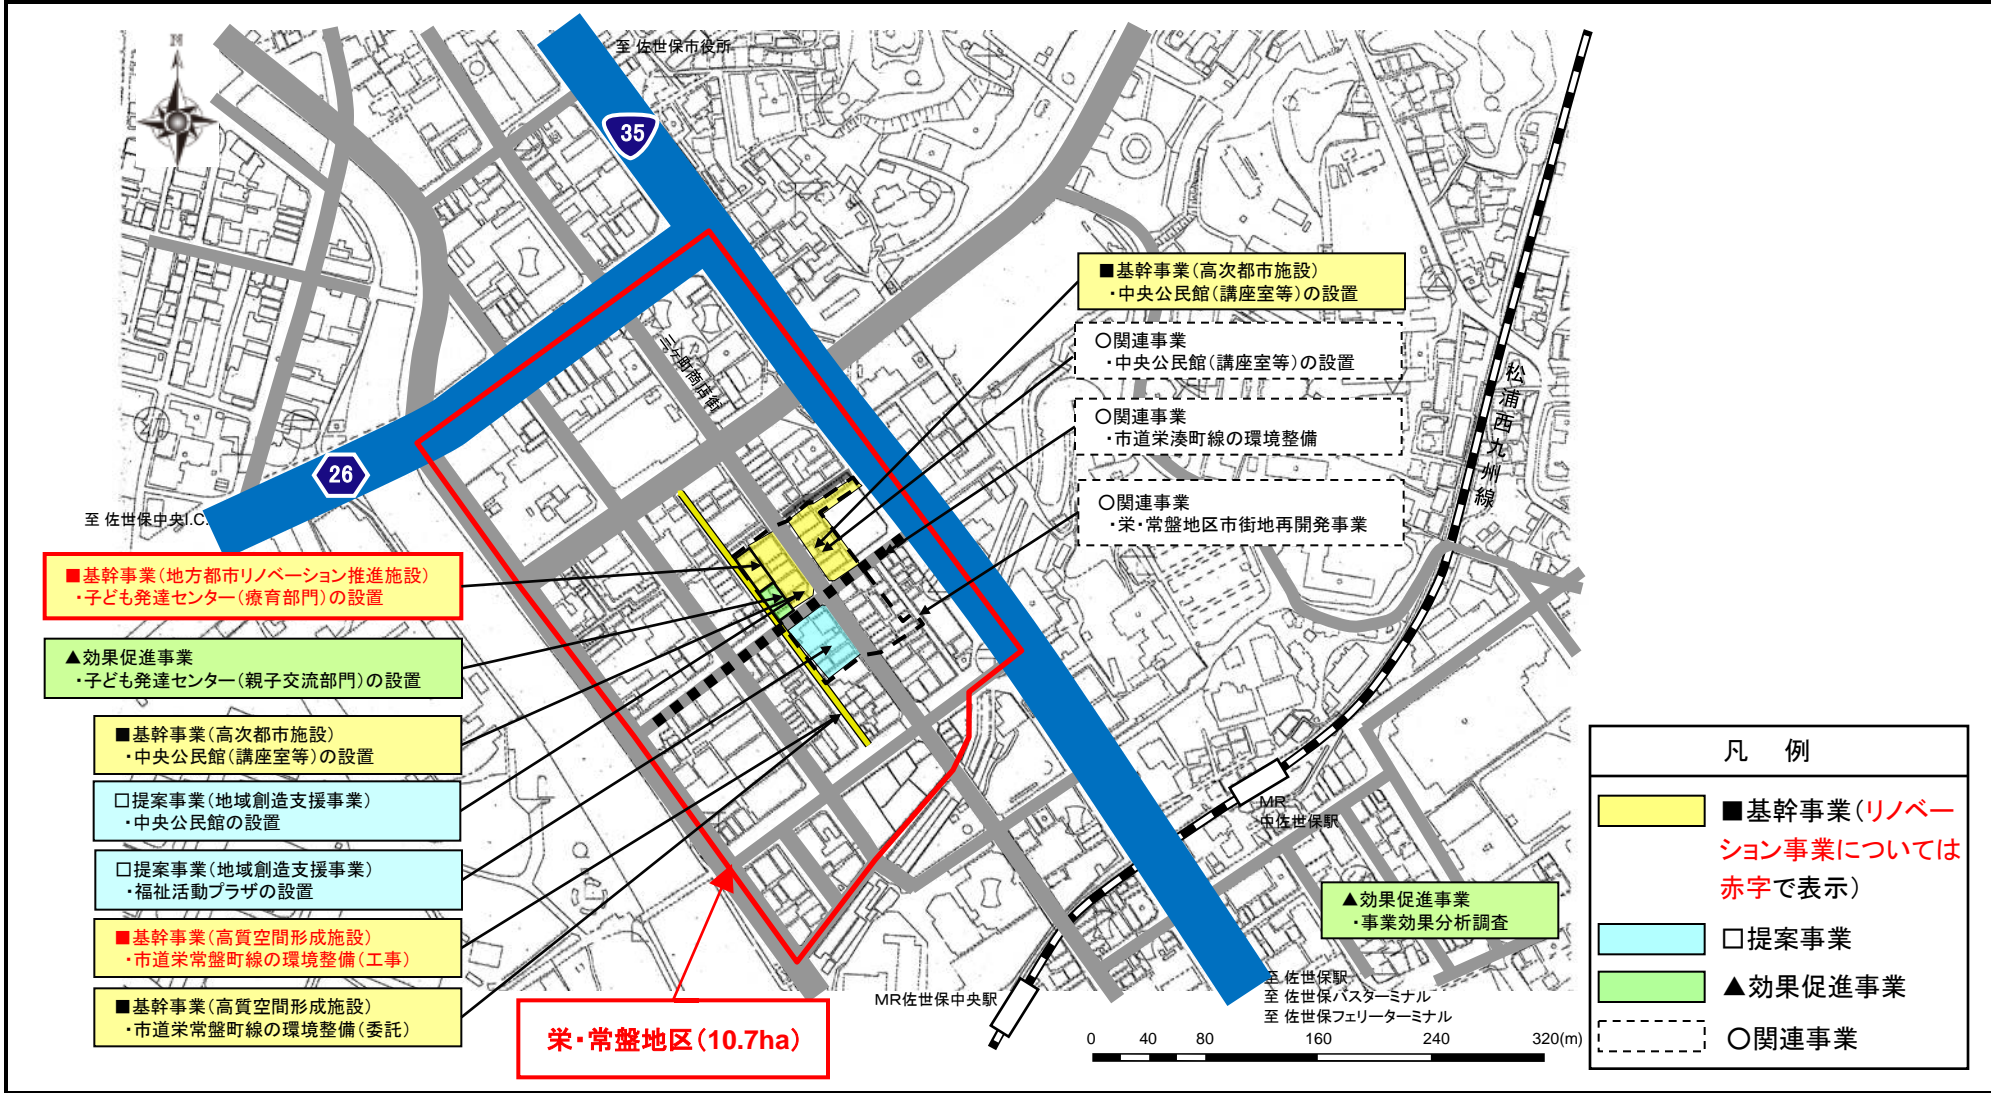 N
至 佐世保市役所
35
■基幹事業(高次都市施設)
・中央公民館(講座室等)の設置
○関連事業
・中央公民館(講座室等)の設置
三ヶ町商店街
松浦西九州線
○関連事業
・市道栄湊町線の環境整備
26
○関連事業
・栄・常盤地区市街地再開発事業
至 佐世保中央I.C.
■基幹事業(地方都市リノベーション推進施設)
・子ども発達センター(療育部門)の設置
▲効果促進事業
・子ども発達センター(親子交流部門)の設置
■基幹事業(高次都市施設)
・中央公民館(講座室等)の設置
□提案事業(地域創造支援事業)
・中央公民館の設置
□提案事業(地域創造支援事業)
・福祉活動プラザの設置
■基幹事業(高質空間形成施設)
・市道栄常盤町線の環境整備(工事)
■基幹事業(高質空間形成施設)
・市道栄常盤町線の環境整備(委託)
栄・常盤地区(10.7ha)
MR
中佐世保駅
MR佐世保中央駅
▲効果促進事業
・事業効果分析調査
至 佐世保駅
至 佐世保バスターミナル
至 佐世保フェリーターミナル
0 40 80 160 240 320(m)
凡 例
■基幹事業(リノベー
ション事業については
赤字で表示)
□提案事業
▲効果促進事業
○関連事業